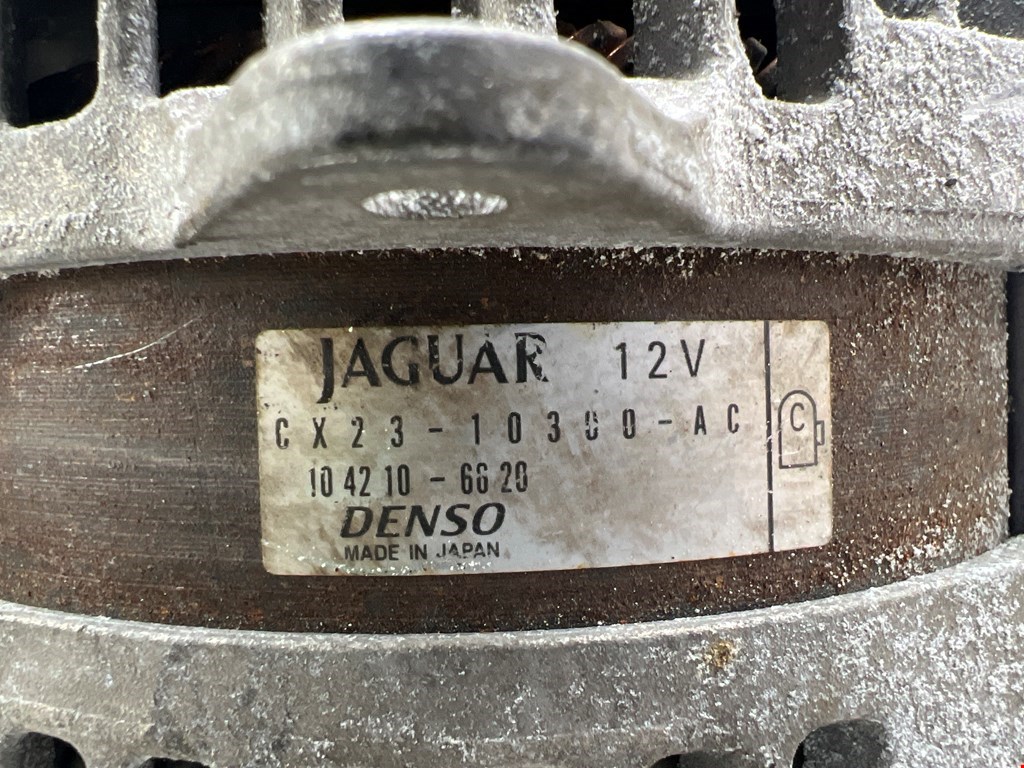 JAGUAR 12V
CX23-10300-AC
C
104210-6620
DENSO
MADE IN JAPAN